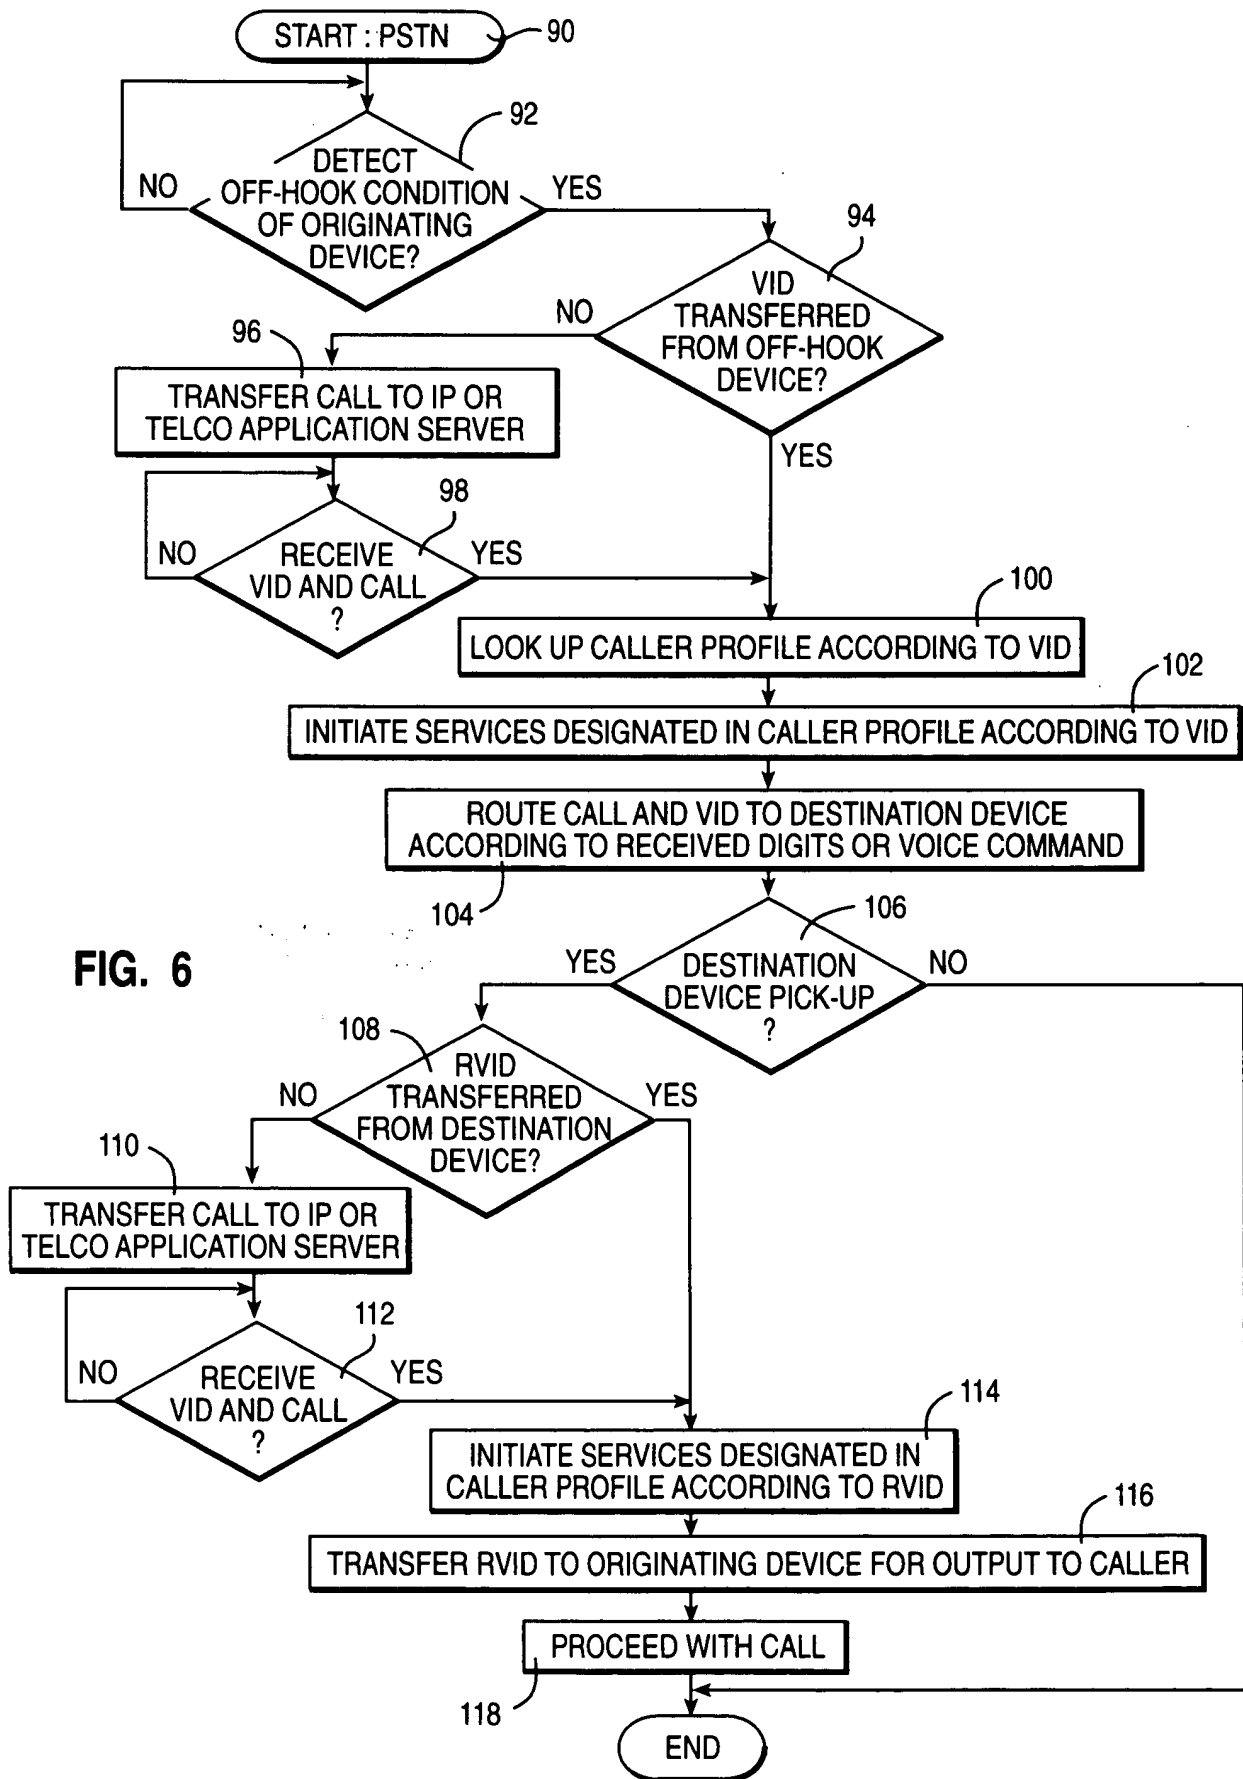 START : PSTN
90
92
DETECT
OFF-HOOK CONDITION
OF ORIGINATING
DEVICE?
NO
YES
94
VID
TRANSFERRED
FROM OFF-HOOK
DEVICE?
NO
YES
96
TRANSFER CALL TO IP OR
TELCO APPLICATION SERVER
98
RECEIVE
VID AND CALL
?
NO
YES
100
LOOK UP CALLER PROFILE ACCORDING TO VID
102
INITIATE SERVICES DESIGNATED IN CALLER PROFILE ACCORDING TO VID
ROUTE CALL AND VID TO DESTINATION DEVICE
ACCORDING TO RECEIVED DIGITS OR VOICE COMMAND
104
106
FIG. 6
YES
DESTINATION
DEVICE PICK-UP
?
NO
108
RVID
TRANSFERRED
FROM DESTINATION
DEVICE?
NO
YES
110
TRANSFER CALL TO IP OR
TELCO APPLICATION SERVER
112
RECEIVE
VID AND CALL
?
NO
YES
114
INITIATE SERVICES DESIGNATED IN
CALLER PROFILE ACCORDING TO RVID
116
TRANSFER RVID TO ORIGINATING DEVICE FOR OUTPUT TO CALLER
PROCEED WITH CALL
118
END